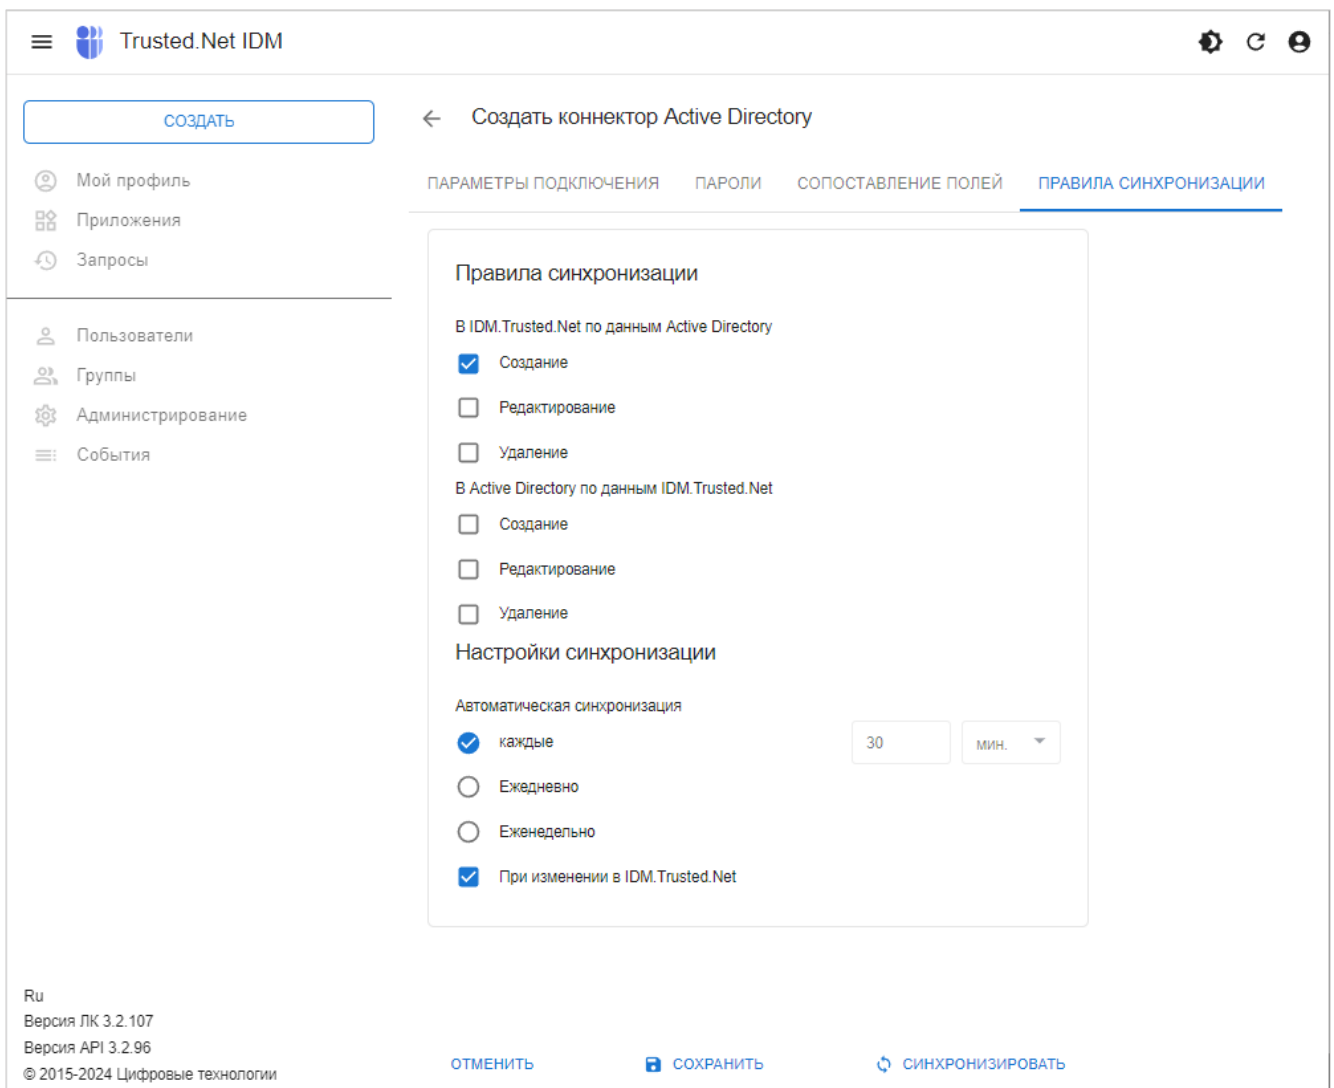 Trusted.Net IDM
СОЗДАТЬ
Мой профиль
Приложения
Запросы
Пользователи
Группы
Администрирование
События
Ru
Версия ЛК 3.2.107
Версия API 3.2.96
© 2015-2024 Цифровые технологии
Создать коннектор Active Directory
ПАРАМЕТРЫ ПОДКЛЮЧЕНИЯ ПАРОЛИ СОПОСТАВЛЕНИЕ ПОЛЕЙ ПРАВИЛА СИНХРОНИЗАЦИИ
Правила синхронизации
В IDM.Trusted.Net по данным Active Directory
Создание
Редактирование
Удаление
В Active Directory по данным IDM.Trusted.Net
Создание
Редактирование
Удаление
Настройки синхронизации
Автоматическая синхронизация
каждые 30 мин.
Ежедневно
Еженедельно
При изменении в IDM.Trusted.Net
ОТМЕНИТЬ СОХРАНИТЬ СИНХРОНИЗИРОВАТЬ